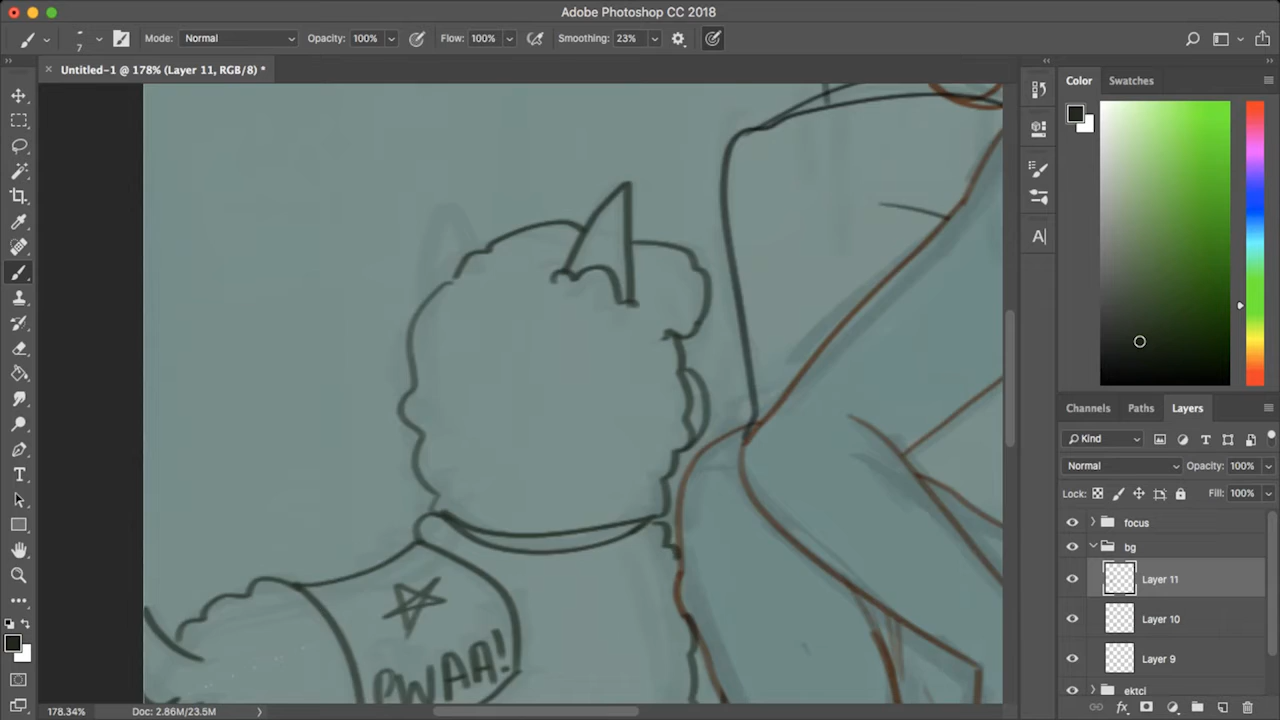 Adobe Photoshop CC 2018
7
Mode: Normal
Opacity: 100%
Flow: 100%
Smoothing: 23%
× Untitled-1 @ 178% (Layer 11, RGB/8) *
Color
Swatches
PWAA!
Channels
Paths
Layers
Kind
Normal
Opacity: 100%
Lock:
Fill: 100%
focus
bg
Layer 11
Layer 10
Layer 9
ektcl
178.34%
Doc: 2.86M/23.5M